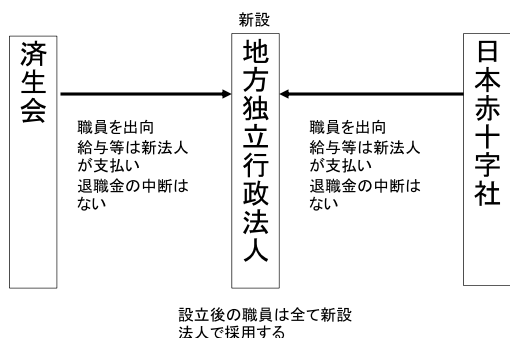 新設
済生会
地方独立行政法人
日本赤十字社
職員を出向
給与等は新法人
が支払い
退職金の中断は
ない
職員を出向
給与等は新法人
が支払い
退職金の中断は
ない
設立後の職員は全て新設
法人で採用する